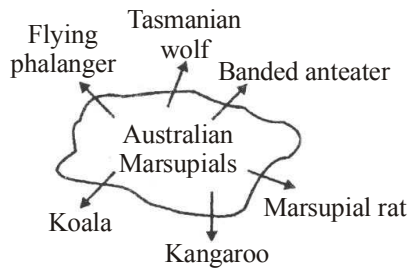 Tasmanian
wolf
Flying
phalanger
Banded anteater
Australian
Marsupials
Marsupial rat
Koala
Kangaroo